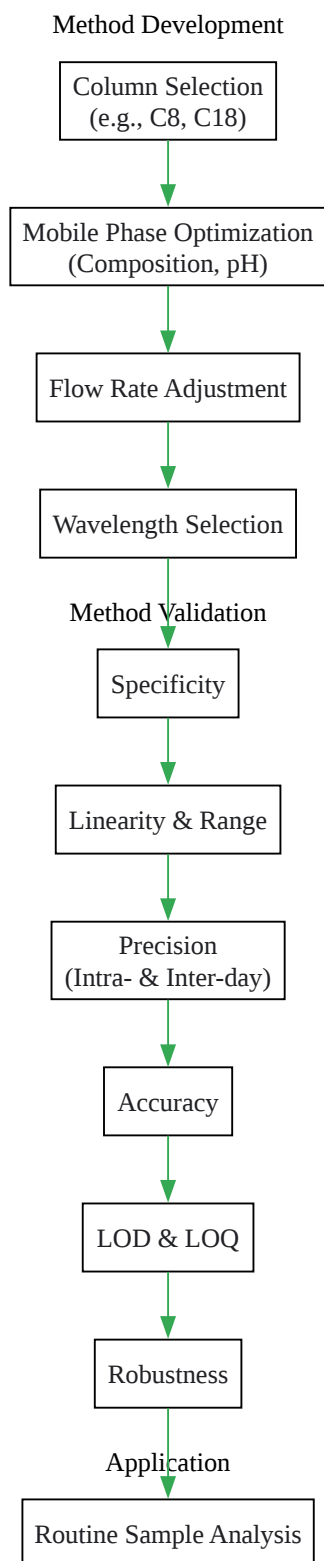 Method Development
Column Selection
(e.g., C8, C18)
Mobile Phase Optimization
(Composition, pH)
Flow Rate Adjustment
Wavelength Selection
Method Validation
Specificity
Linearity & Range
Precision
(Intra- & Inter-day)
Accuracy
LOD & LOQ
Robustness
Application
Routine Sample Analysis